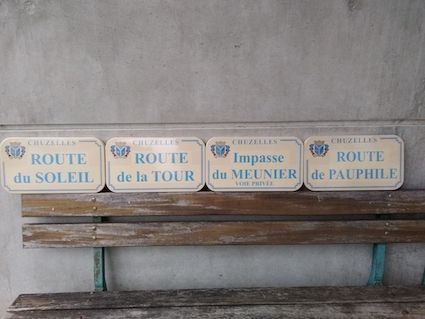 CHUZELLES
ROUTE
du SOLEIL
CHUZELLES
ROUTE
de la TOUR
CHUZELLES
Impasse
du MEUNIER
VOIE PRIVÉE
CHUZELLES
ROUTE
de PAUPHILE